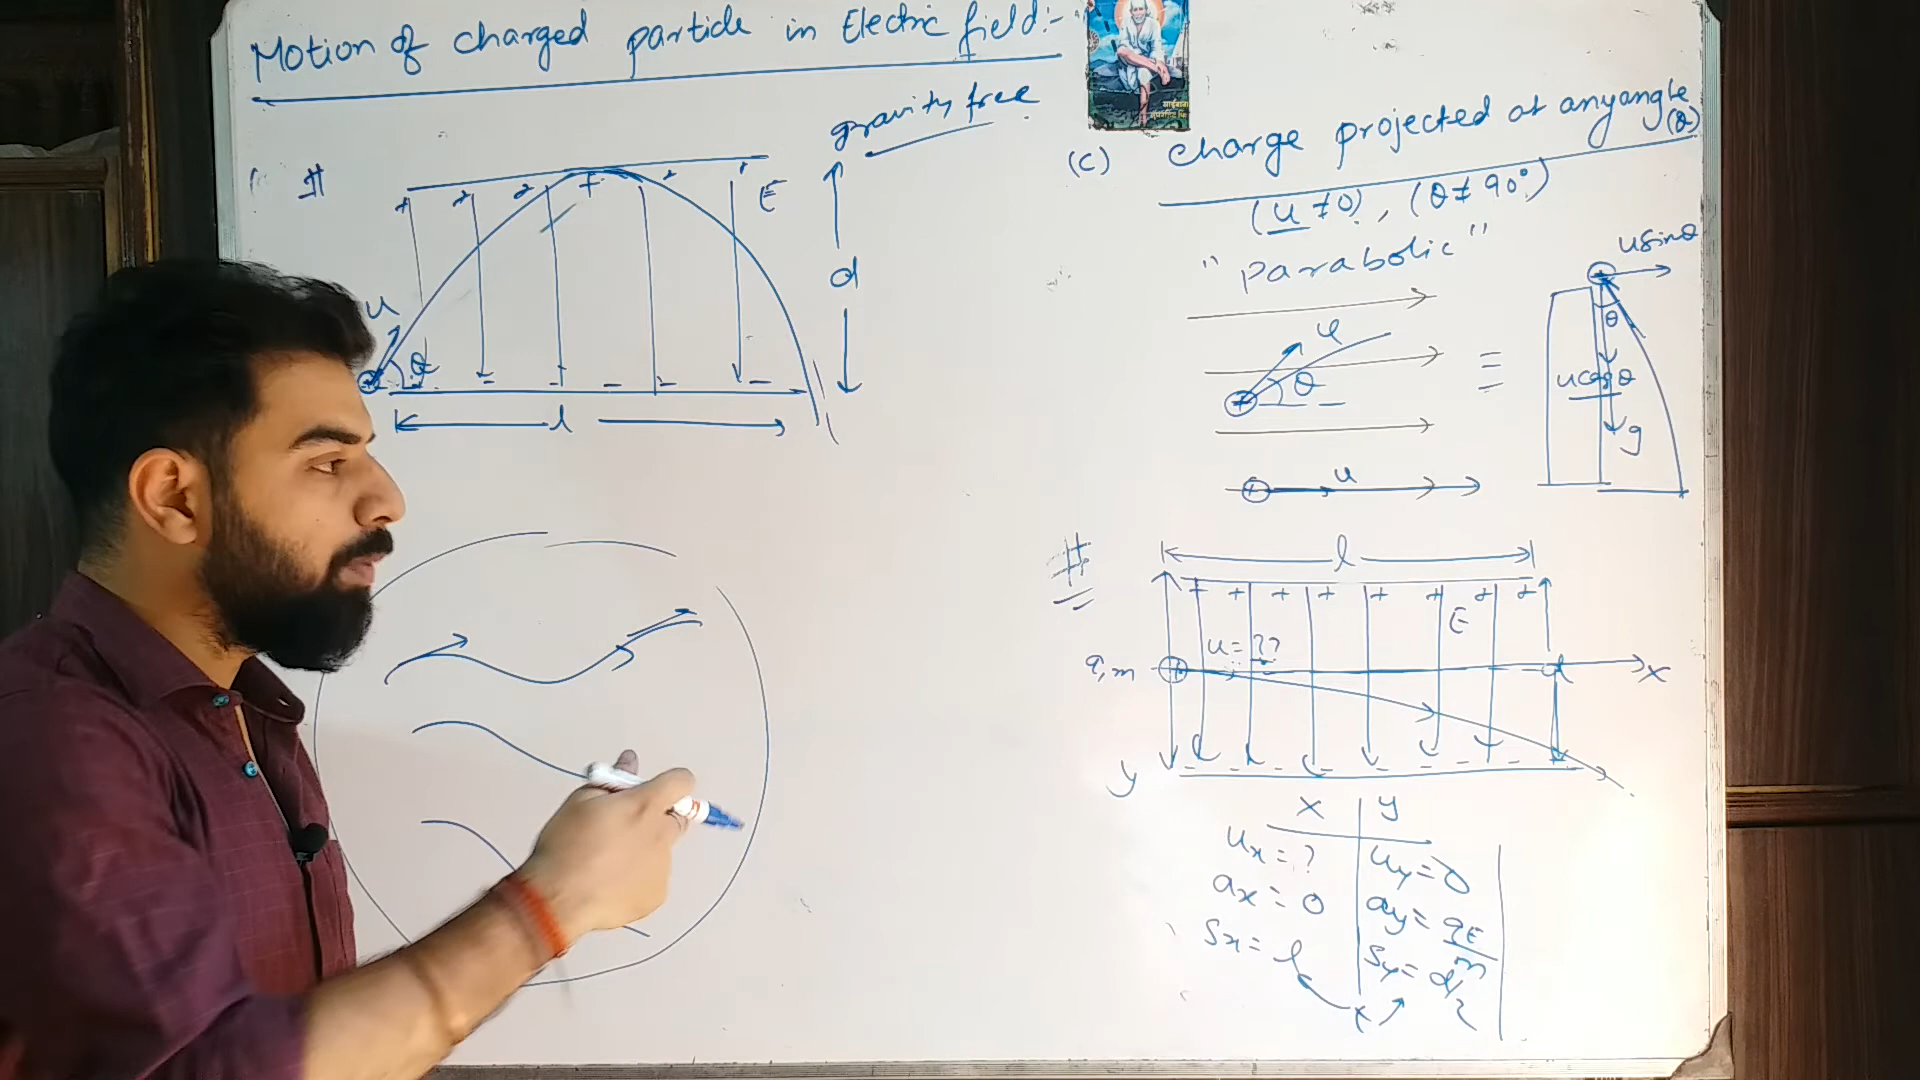 Motion of charged particle in Electric field:-
gravity free
#
+ + + + + +
E
d
u
θ
- - - - -
l
साईबाबा
(C) Charge projected at any angle (θ)
(u ≠ 0), (θ ≠ 90°)
"parabolic"
u
θ
≡
usinθ
θ
ucosθ
g
u
#
l
+ + + + + + + +
E
u = ??
q, m
d
x
y
- - - - - - - -
x | y
ux = ? | uy = 0
ax = 0 | ay = qE/m
Sx = l | Sy = d/2
t